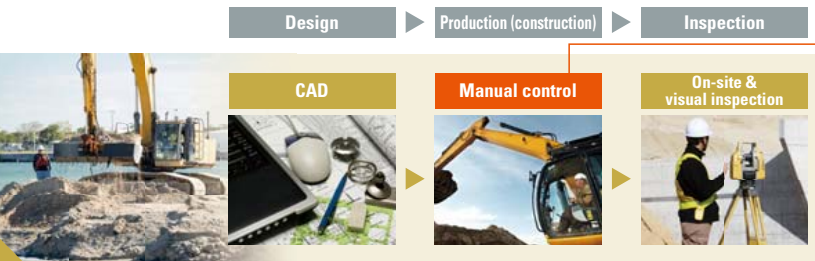 Design
Production (construction)
Inspection
CAD
Manual control
On-site &
visual inspection